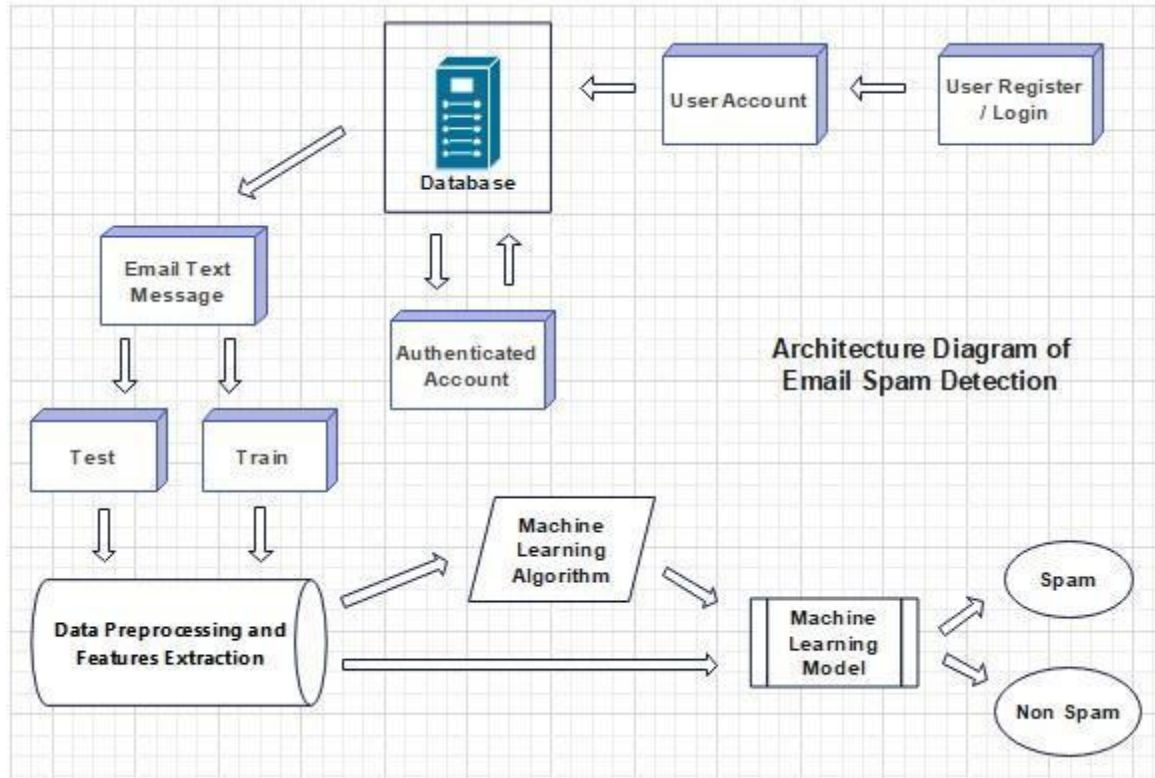 Database
User Account
User Register
/ Login
Email Text
Message
Authenticated
Account
Architecture Diagram of
Email Spam Detection
Test
Train
Machine
Learning
Algorithm
Data Preprocessing and
Features Extraction
Machine
Learning
Model
Spam
Non Spam